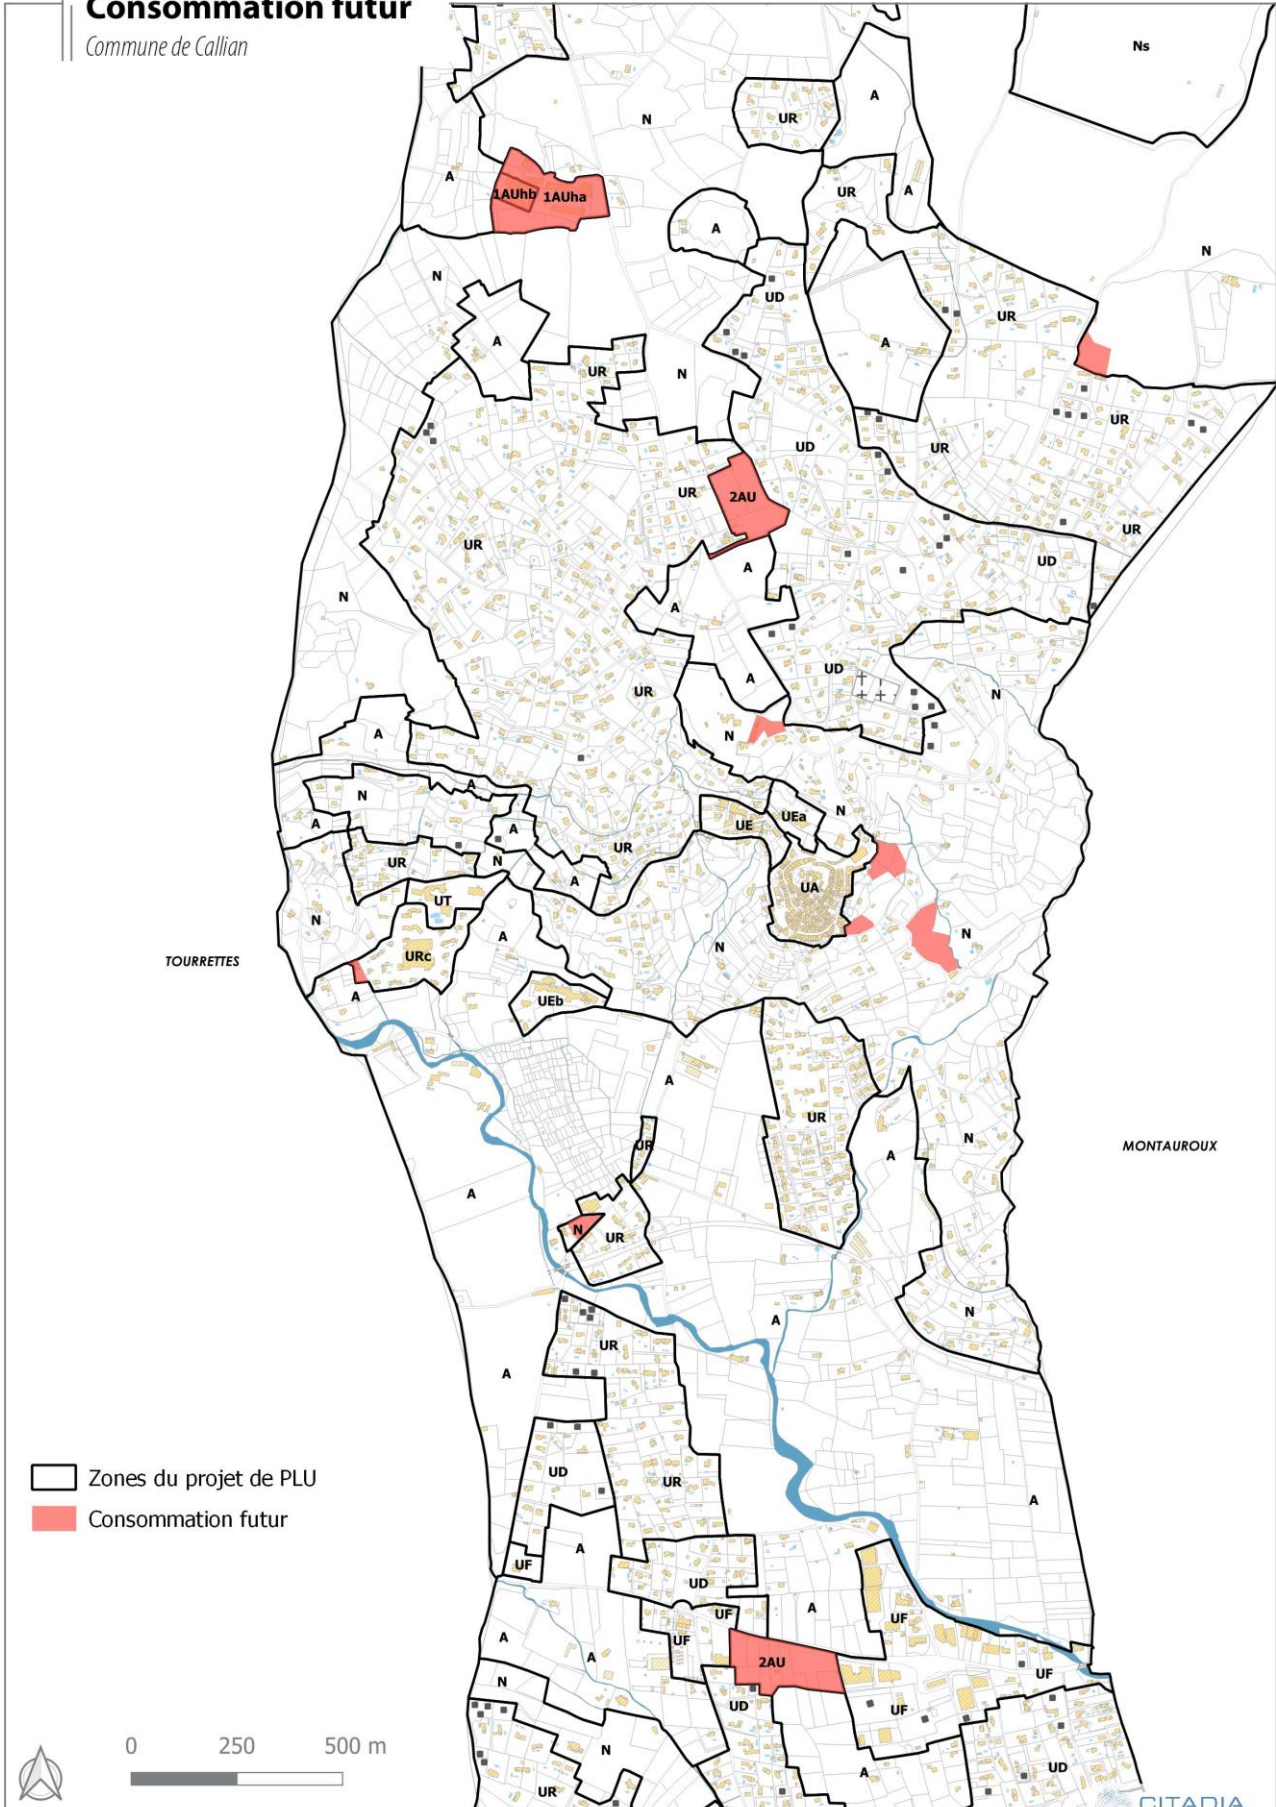 Consommation futur
Commune de Callian
Ns
A
N
UR
A
1AUhb 1AUha
UR
A
A
N
N
UD
UR
A
A
UR
N
UR
UD
UR
UR
2AU
UR
UR
UD
A
N
A
UD
A
UR
N
N
A
A
N
UEa
N
A
UE
A
UR
UR
N
A
UA
UT
N
A
N
N
URc
TOURRETTES
A
UEb
A
UR
UR
N
MONTAUROUX
A
A
N
UR
N
A
UR
A
UD
UR
Zones du projet de PLU
A
Consommation futur
A
UF
UD
A
UF
UF
UF
A
A
2AU
UF
N
UD
UF
0 250 500 m
N
UD
A
UR
CITADIA